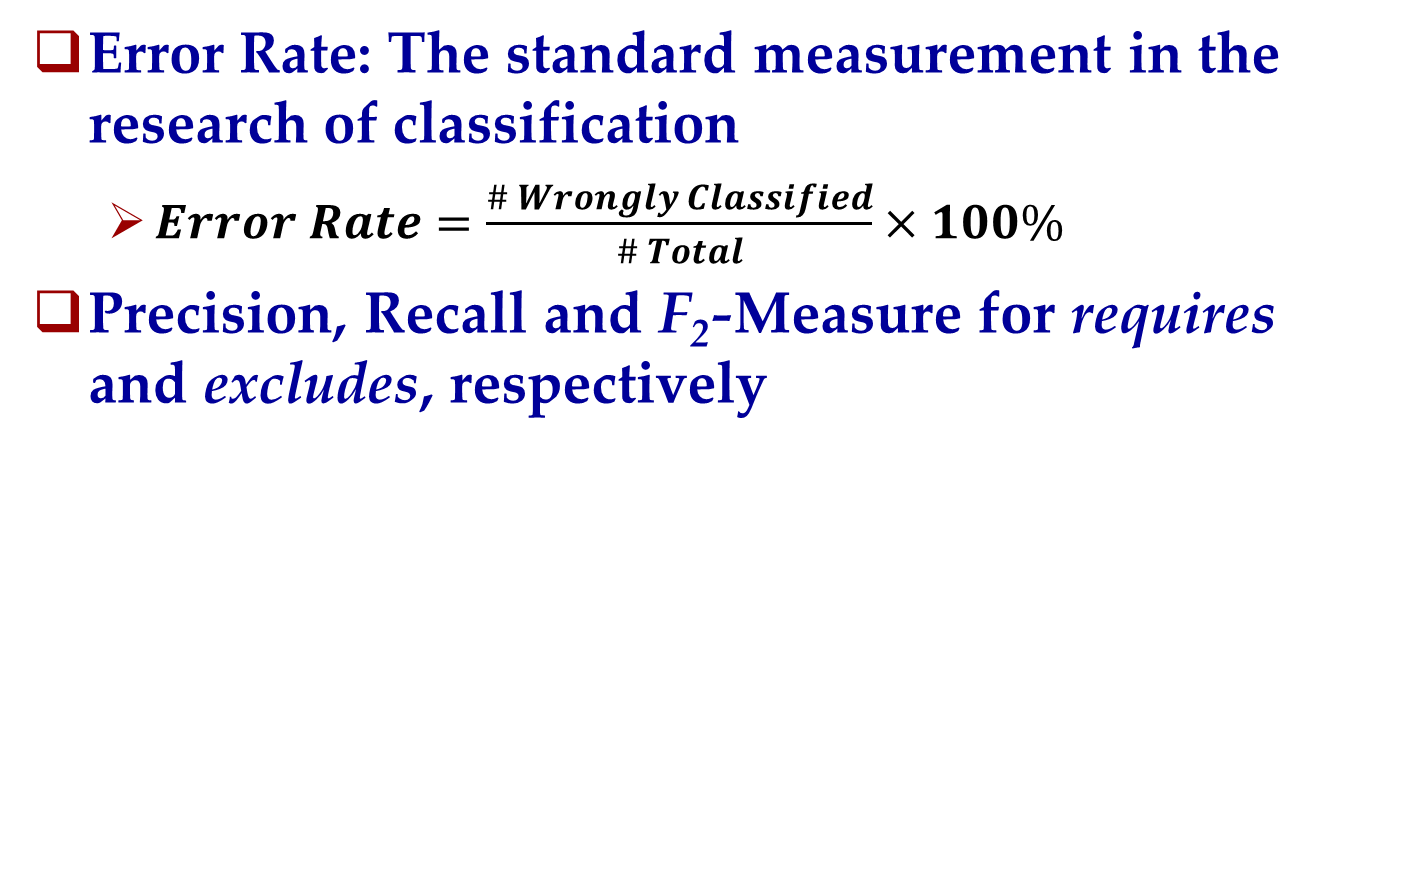 Error Rate: The standard measurement in the
research of classification
Error Rate = # Wrongly Classified / # Total × 100%
Precision, Recall and F₂-Measure for requires
and excludes, respectively